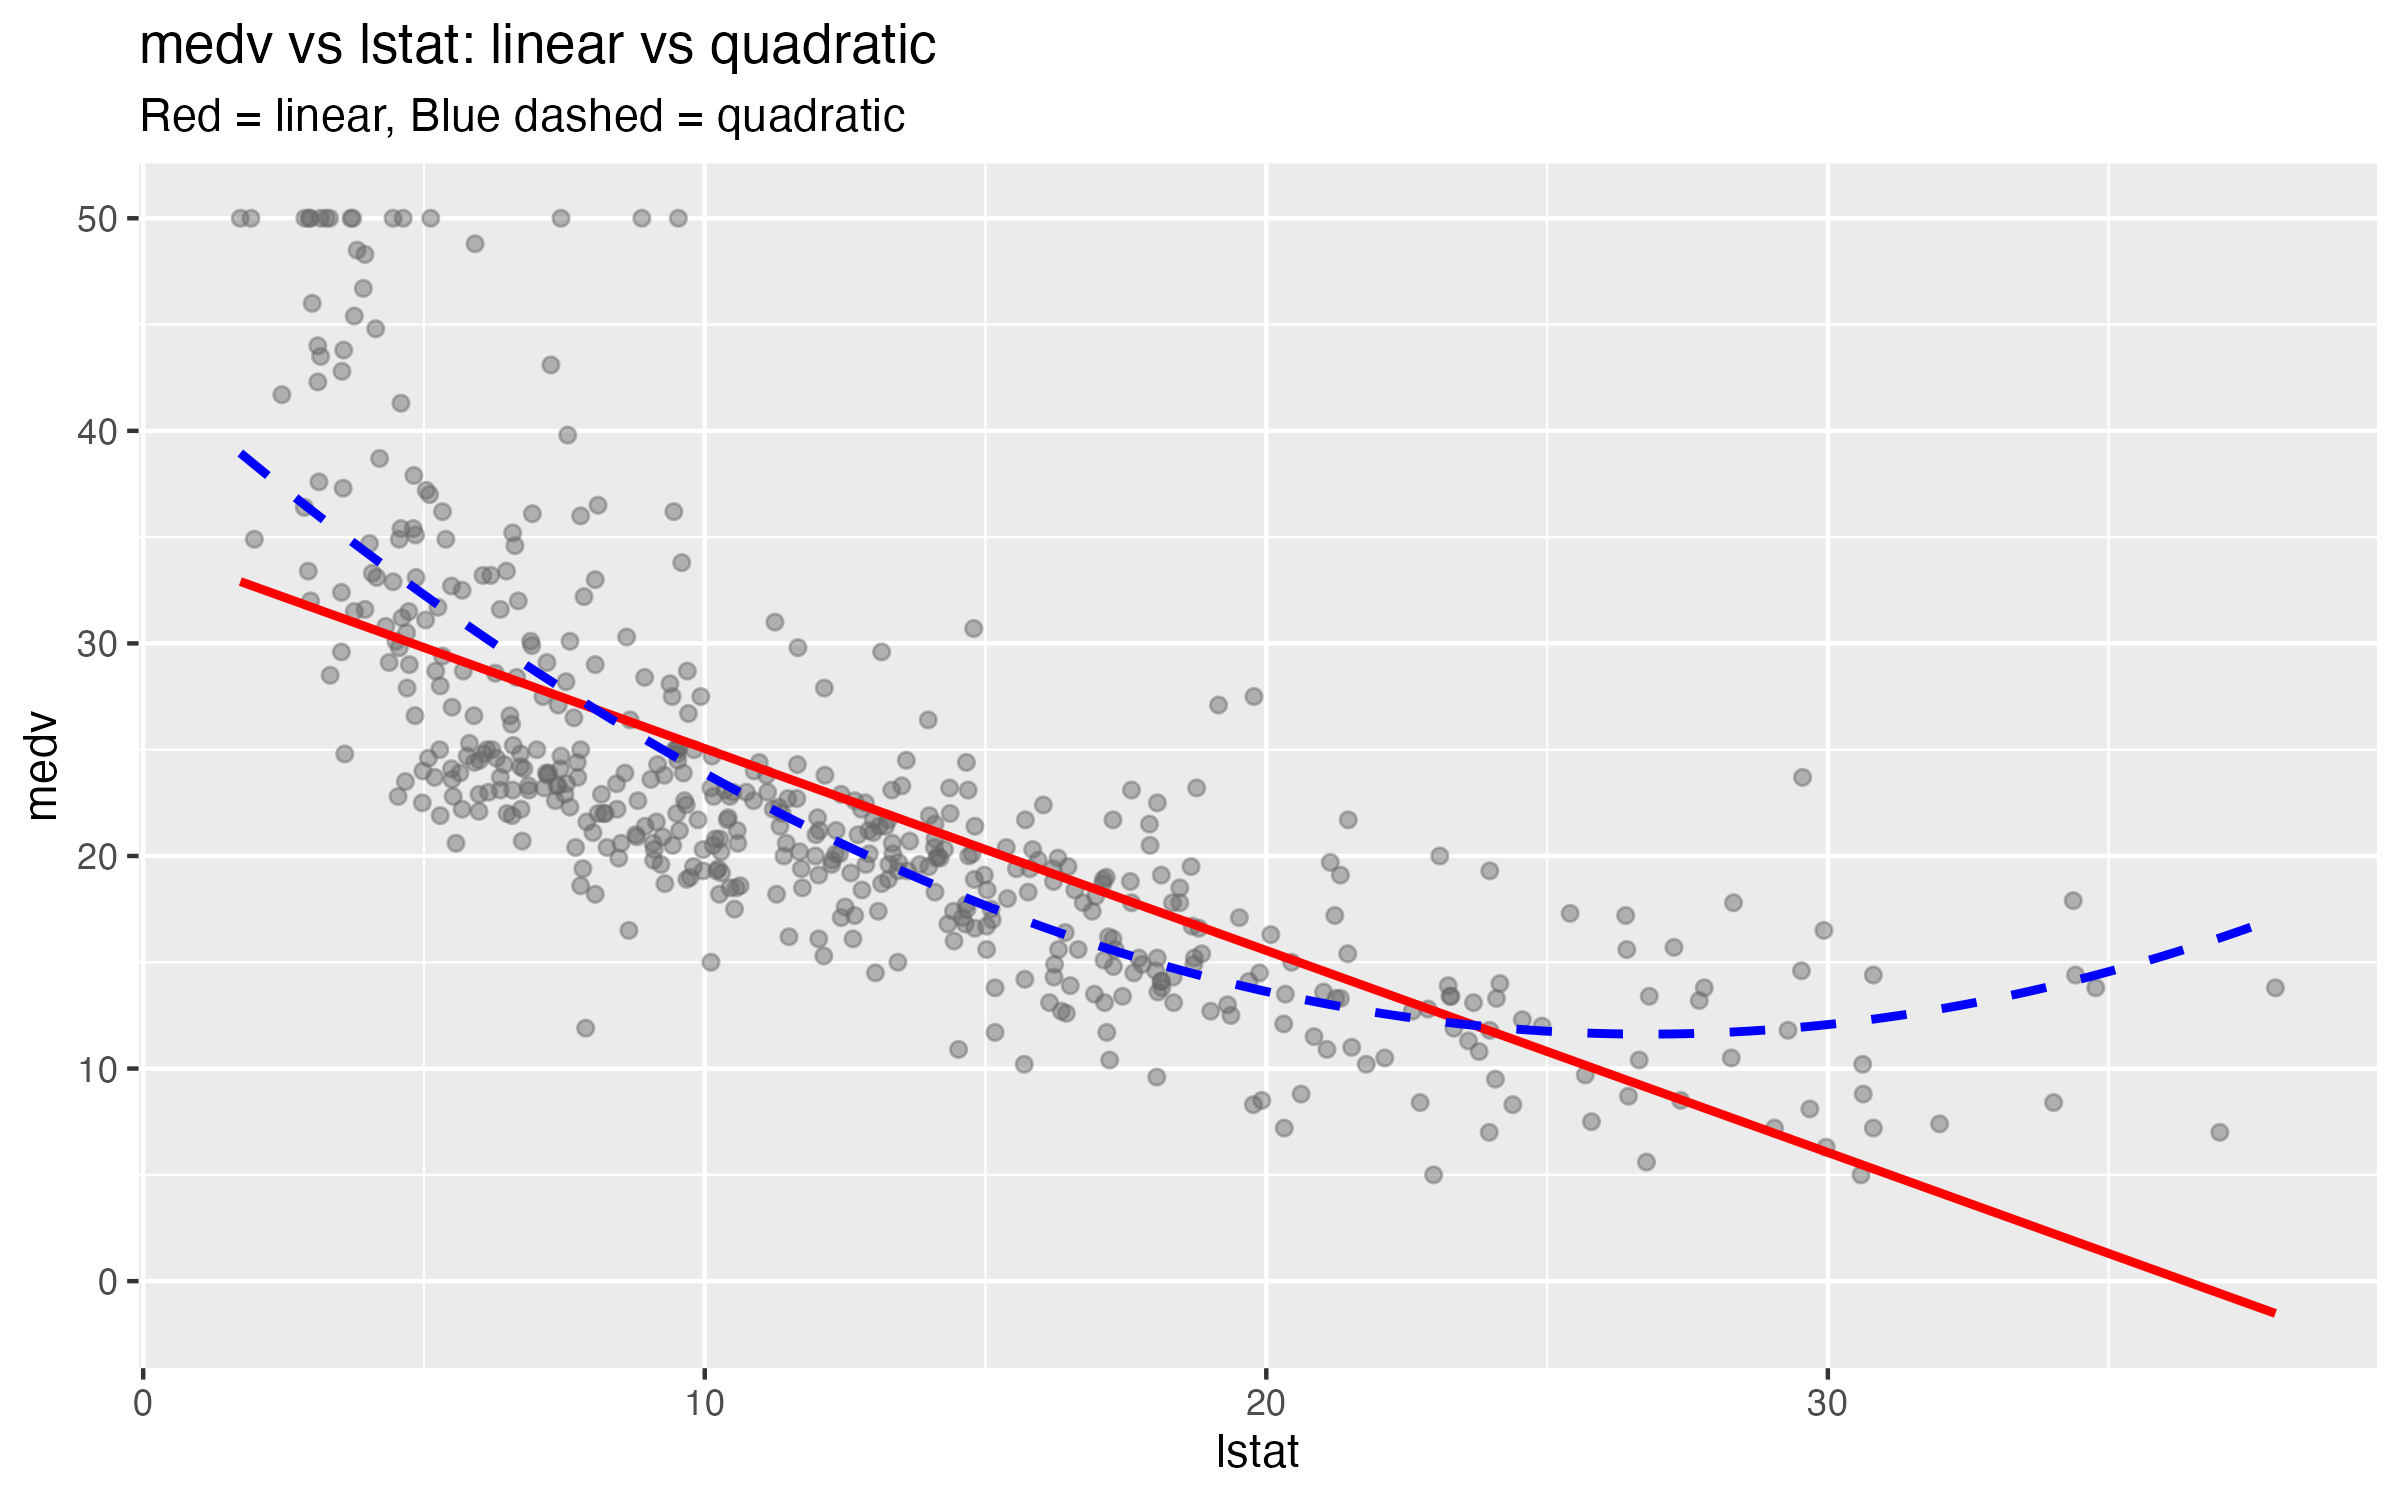 medv vs lstat: linear vs quadratic
Red = linear, Blue dashed = quadratic
medv
50
40
30
20
10
0
0
10
20
30
lstat